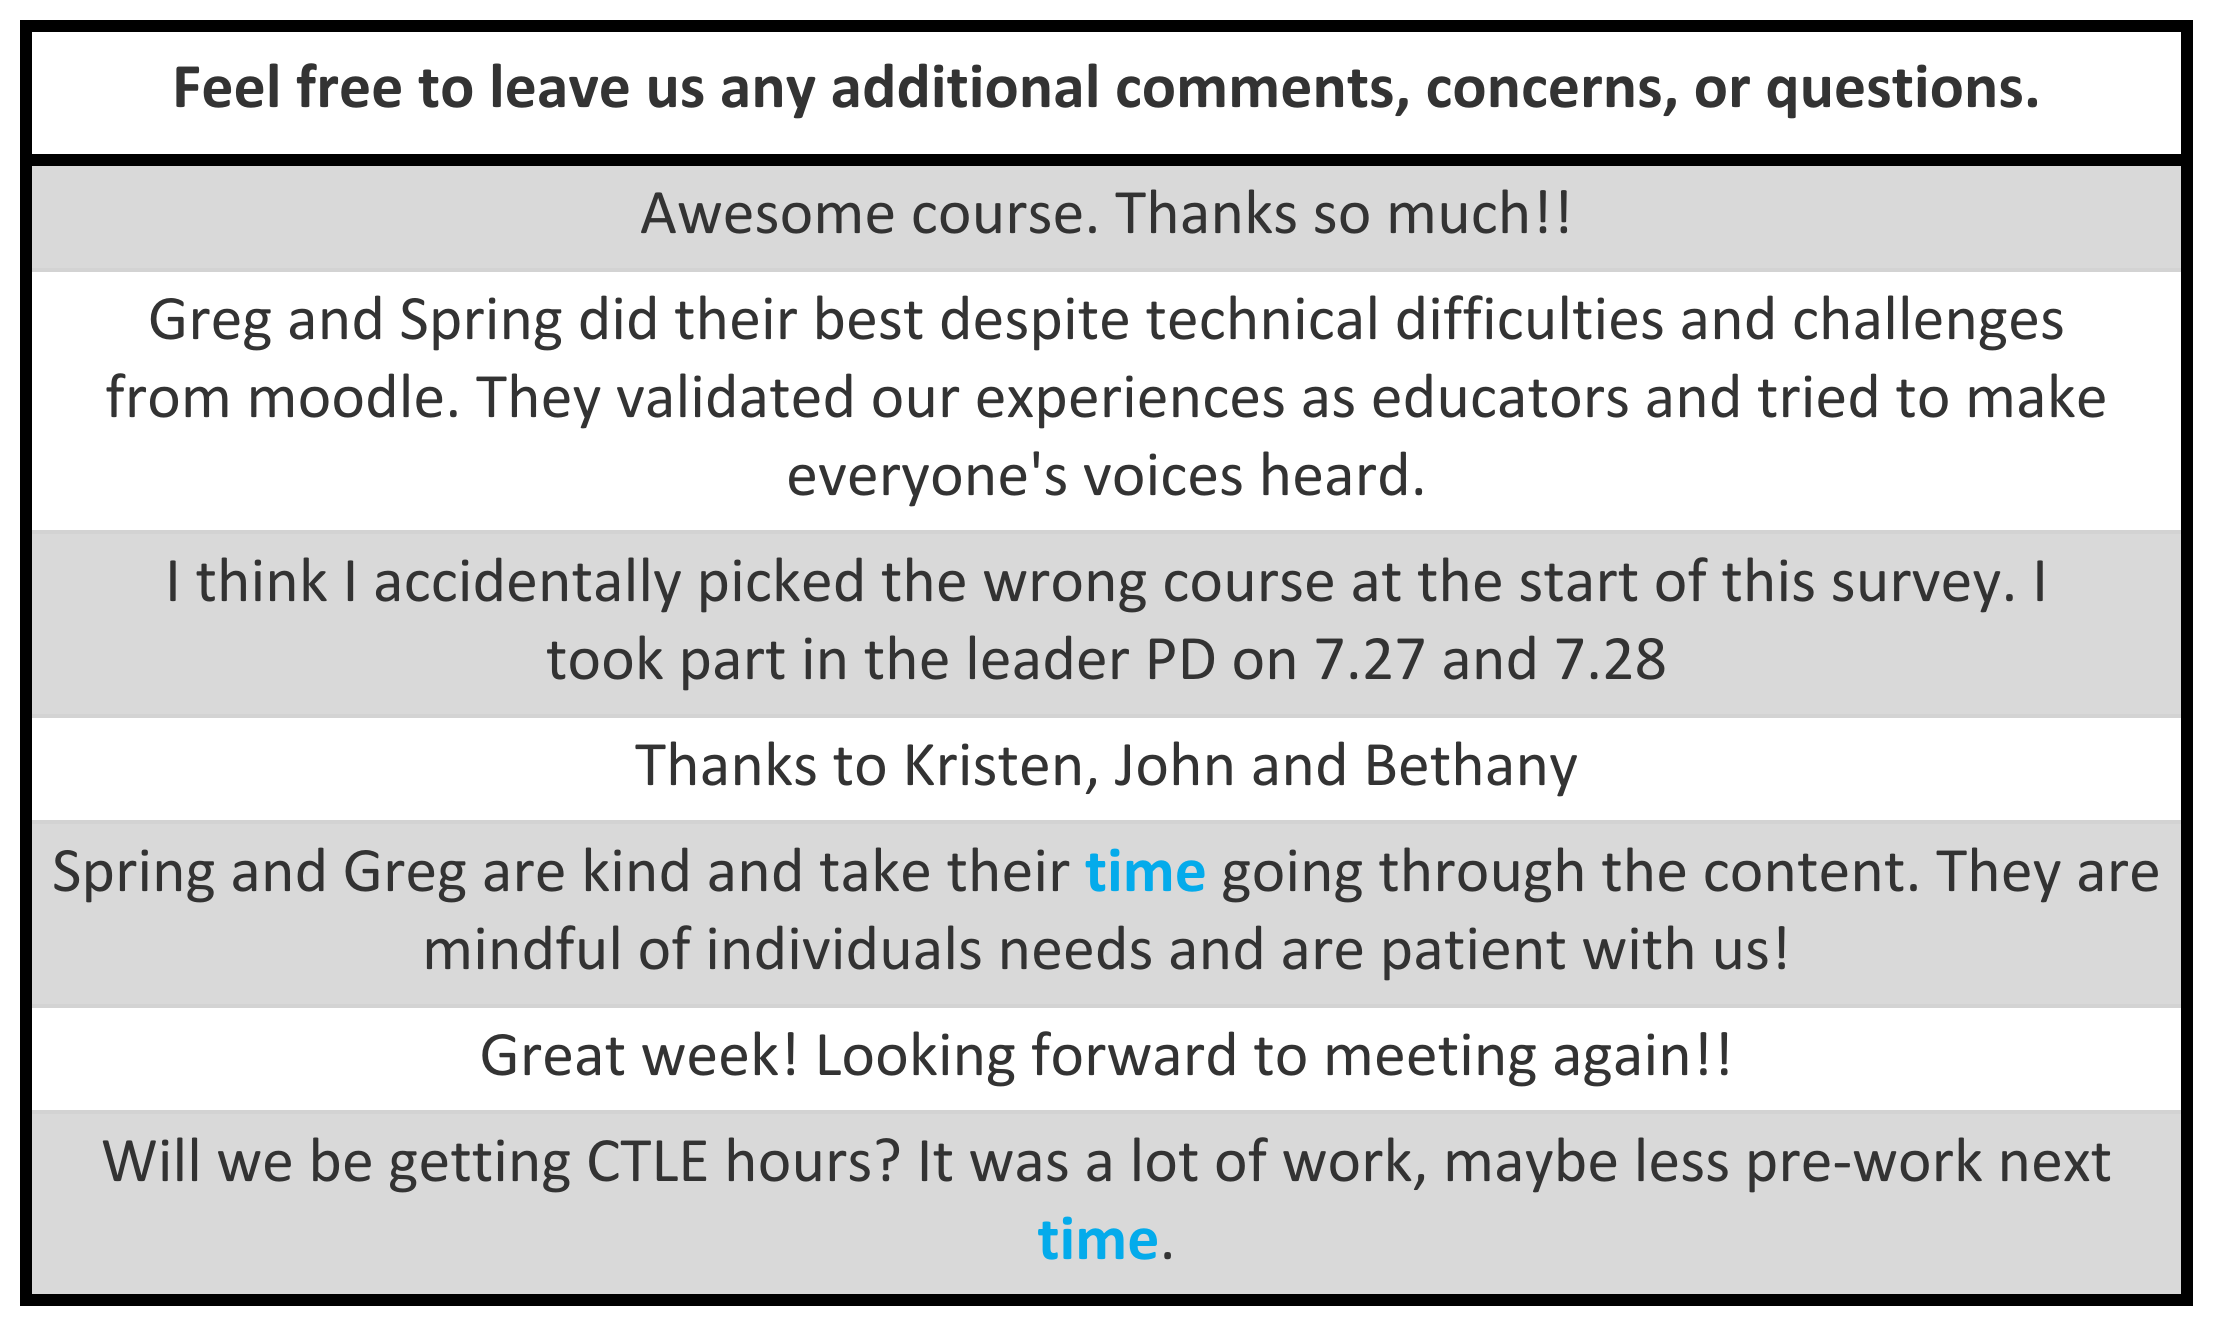 Feel free to leave us any additional comments, concerns, or questions.
Awesome course. Thanks so much!!
Greg and Spring did their best despite technical difficulties and challenges
from moodle. They validated our experiences as educators and tried to make
everyone's voices heard.
I think I accidentally picked the wrong course at the start of this survey. I
took part in the leader PD on 7.27 and 7.28
Thanks to Kristen, John and Bethany
Spring and Greg are kind and take their time going through the content. They are
mindful of individuals needs and are patient with us!
Great week! Looking forward to meeting again!!
Will we be getting CTLE hours? It was a lot of work, maybe less pre-work next
time.